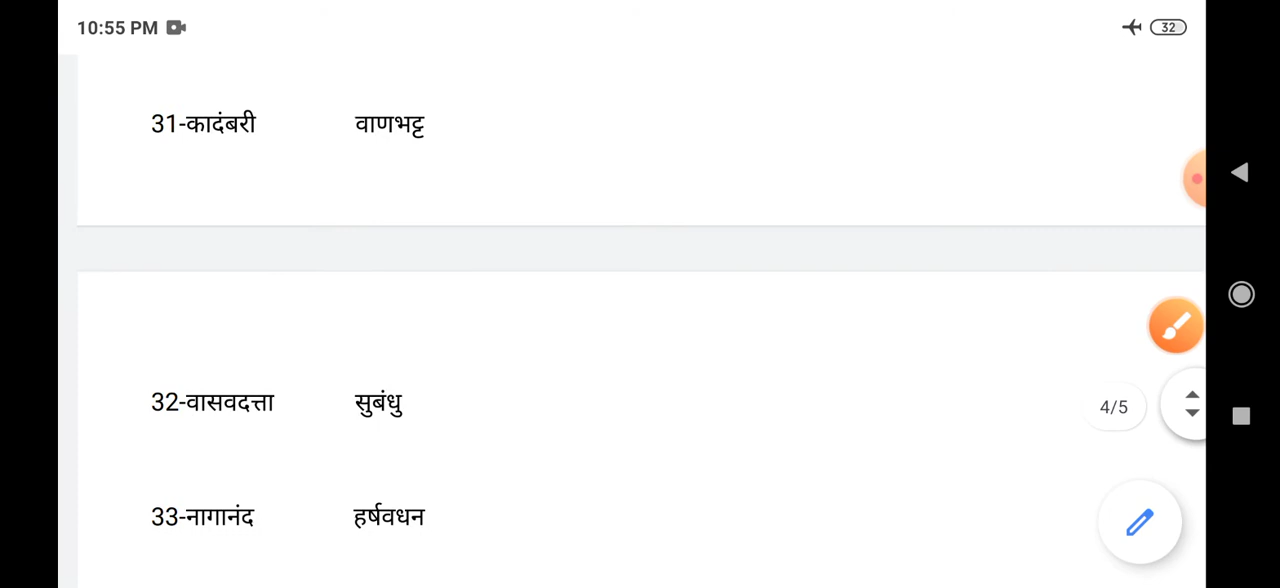 10:55 PM 32
31-कादंबरी वाणभट्ट
32-वासवदत्ता सुबंधु
4/5
33-नागानंद हर्षवधन